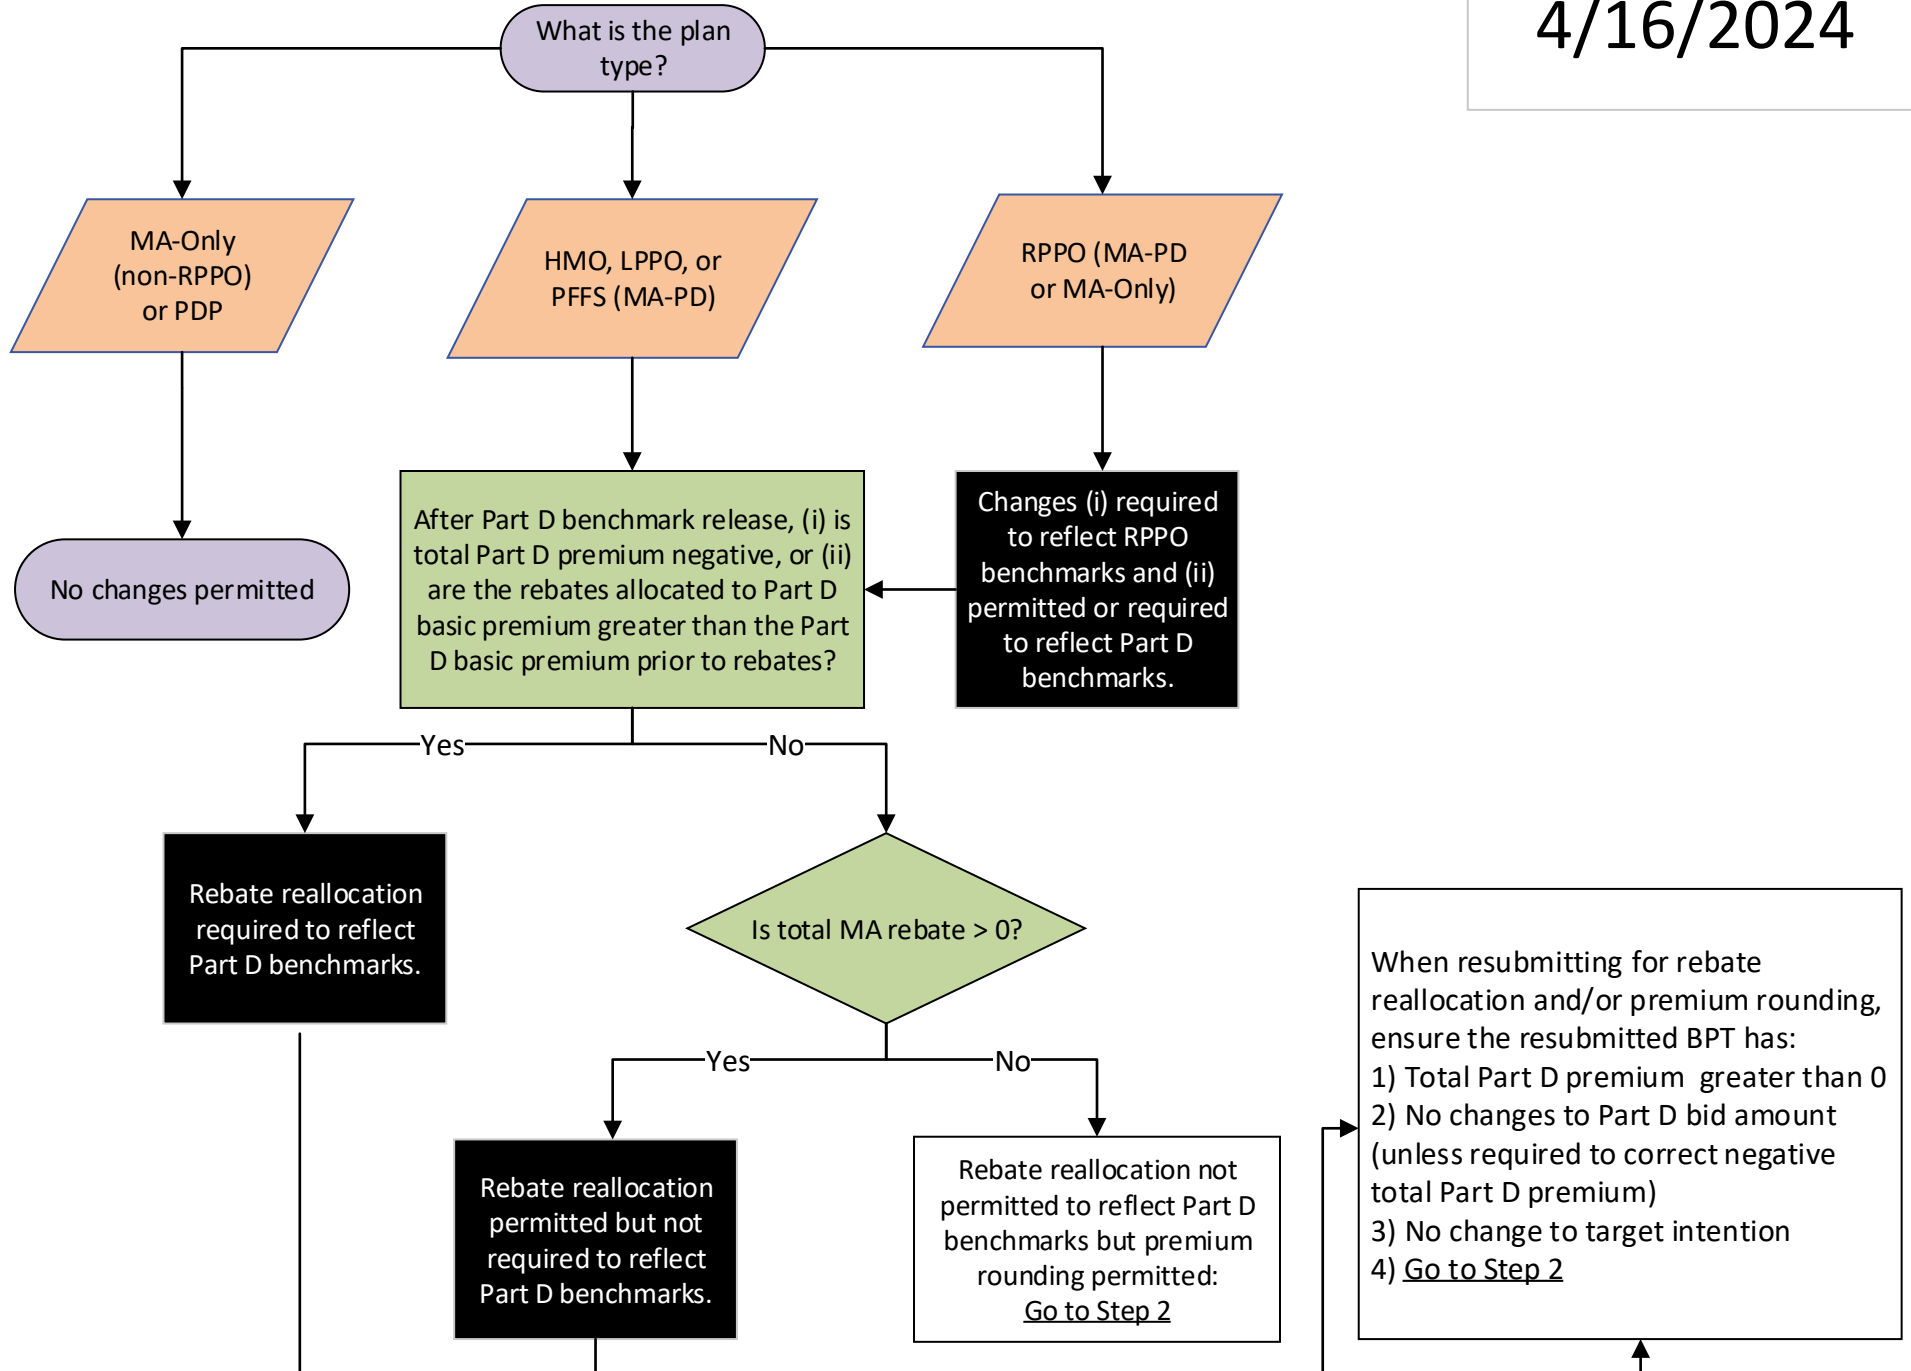 4/16/2024
What is the plan
type?
MA-Only
(non-RPPO)
or PDP
HMO, LPPO, or
PFFS (MA-PD)
RPPO (MA-PD
or MA-Only)
No changes permitted
After Part D benchmark release, (i) is
total Part D premium negative, or (ii)
are the rebates allocated to Part D
basic premium greater than the Part
D basic premium prior to rebates?
Changes (i) required
to reflect RPPO
benchmarks and (ii)
permitted or required
to reflect Part D
benchmarks.
Yes
No
Rebate reallocation
required to reflect
Part D benchmarks.
Is total MA rebate > 0?
Yes
No
Rebate reallocation
permitted but not
required to reflect
Part D benchmarks.
Rebate reallocation not
permitted to reflect Part D
benchmarks but premium
rounding permitted:
Go to Step 2
When resubmitting for rebate
reallocation and/or premium rounding,
ensure the resubmitted BPT has:
1) Total Part D premium greater than 0
2) No changes to Part D bid amount
(unless required to correct negative
total Part D premium)
3) No change to target intention
4) Go to Step 2